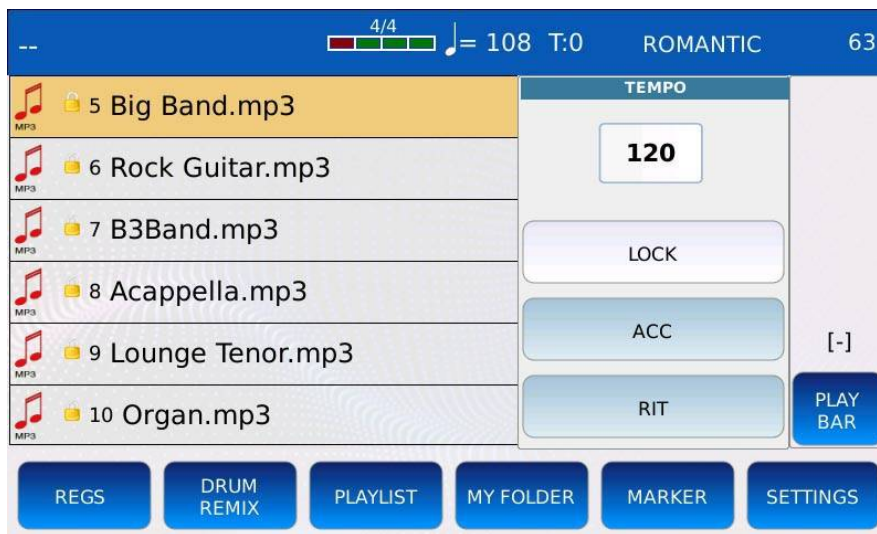 -- 4/4 = 108 T:0 ROMANTIC 63
TEMPO
5 Big Band.mp3
MP3
120
6 Rock Guitar.mp3
MP3
7 B3Band.mp3
MP3
LOCK
8 Acappella.mp3
MP3
ACC
9 Lounge Tenor.mp3
MP3
[-]
10 Organ.mp3
MP3
RIT
PLAY
BAR
REGS
DRUM
REMIX
PLAYLIST
MY FOLDER
MARKER
SETTINGS